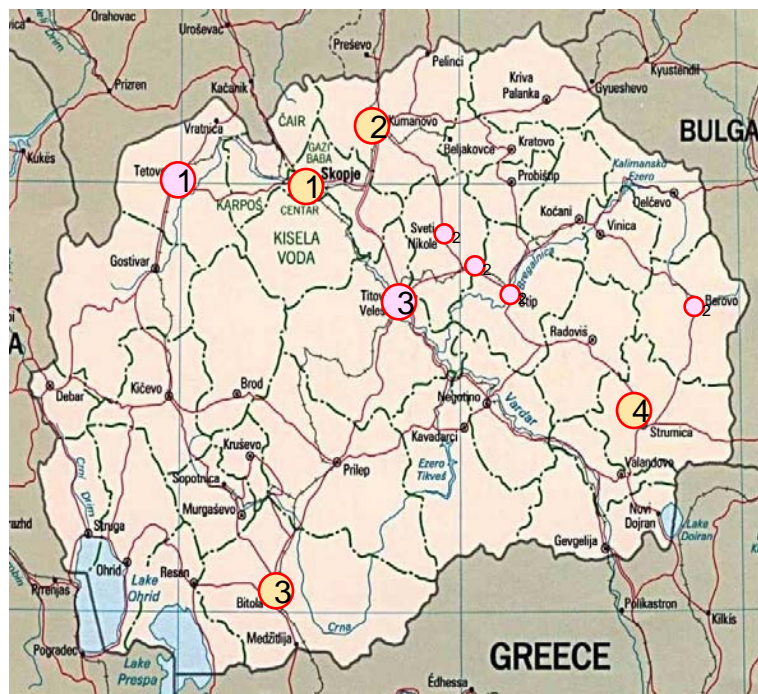 Orahovac
Uroševac
Preševo
Pelinci
Kyustendil
Prizren
Kačanik
Kriva
Palanka
Gyueshevo
Vratnica
ČAIR
2
Kumanovo
GAZI
BABA
Beljakovce
Kratovo
BULGA
Kukës
Tetov
1
Skopje
1
Probištip
Kalimansko
Ezero
Delčevo
KARPOŠ
CENTAR
Sveti
Nikole
2
Kočani
Vinica
KISELA
VODA
Gostivar
2
Bregalnica
Titov
Veles
3
2
Štip
Berovo
2
Radoviš
Debar
Kičevo
Brod
Negotino
Vardar
4
Strumica
Kavadarci
Kruševo
Prilep
Ezero
Tikveš
Valandovo
Crni
Drim
Sopotnica
Murgaševo
Novi
Dojran
Struga
Lake
Doiran
Ohrid
Gevgelija
Lake
Ohrid
Resen
Prrenjas
3
Bitola
Crna
Polikastron
Kilkis
Medžitlija
Pogradec
GREECE
Lake
Prespa
Édhessa